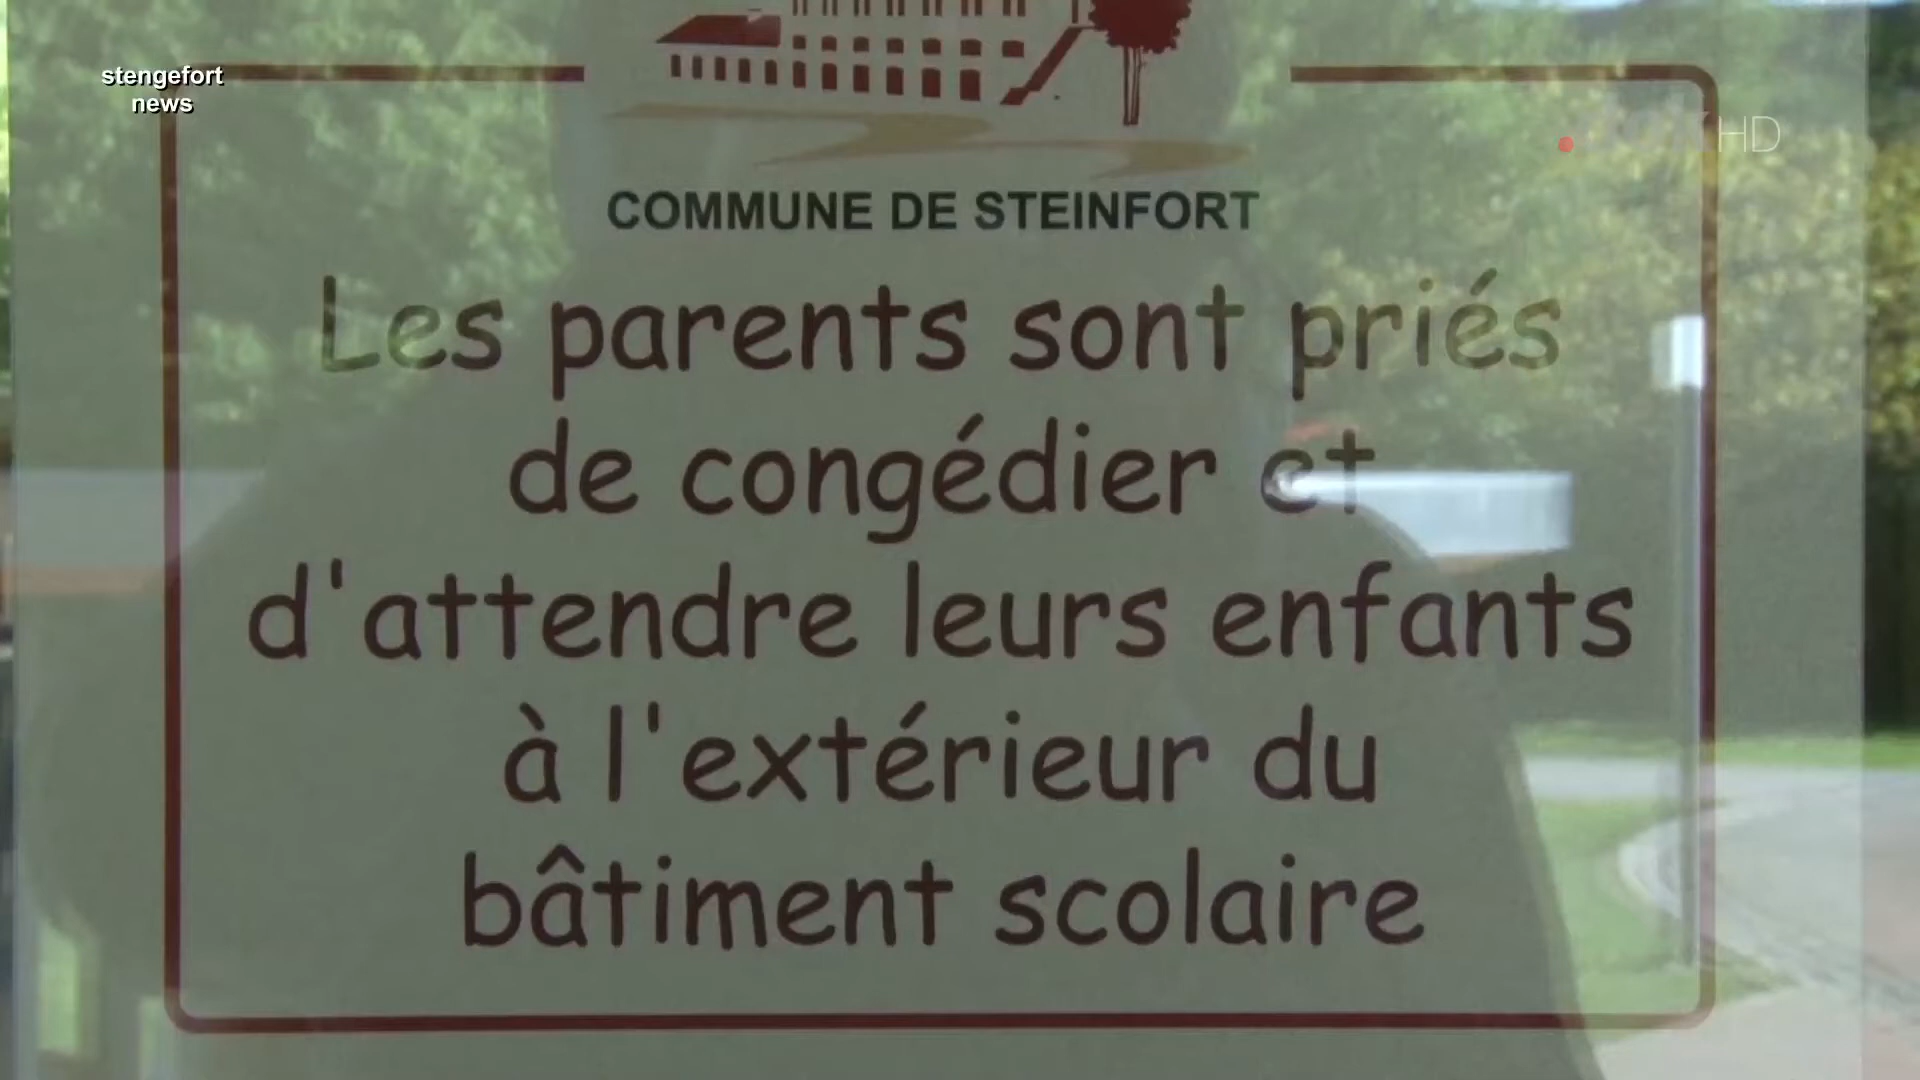 stengefort
news
HD
COMMUNE DE STEINFORT
Les parents sont priés
de congédier et
d'attendre leurs enfants
à l'extérieur du
bâtiment scolaire